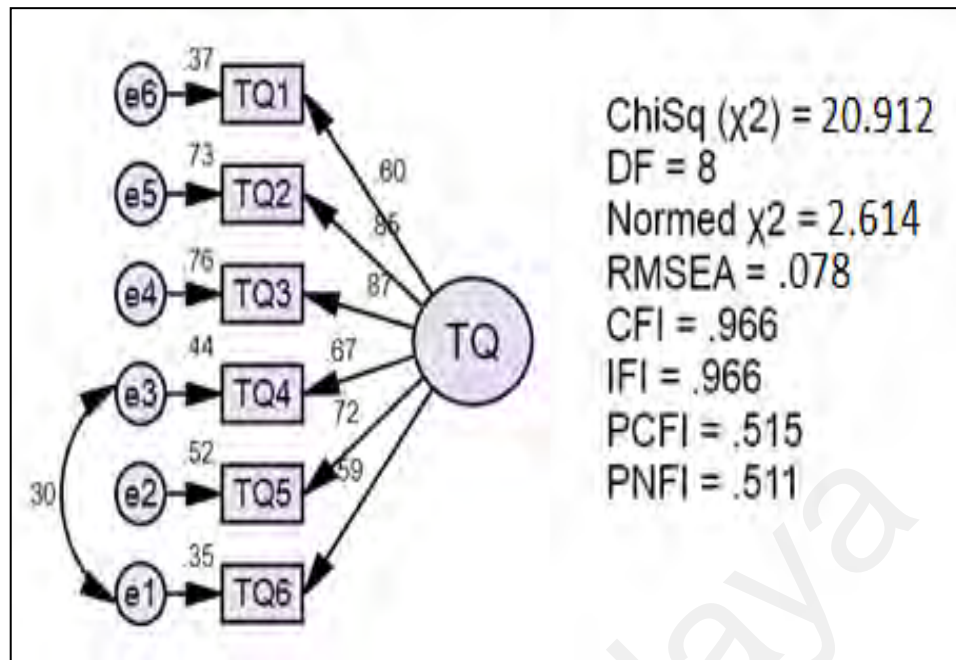 .37
e6 TQ1
.60
.73
e5 TQ2
.85
.76
e4 TQ3
.87
TQ
.44
e3 TQ4
.67
.30
.52
e2 TQ5
.72
.35
e1 TQ6
.59
ChiSq (χ2) = 20.912
DF = 8
Normed χ2 = 2.614
RMSEA = .078
CFI = .966
IFI = .966
PCFI = .515
PNFI = .511